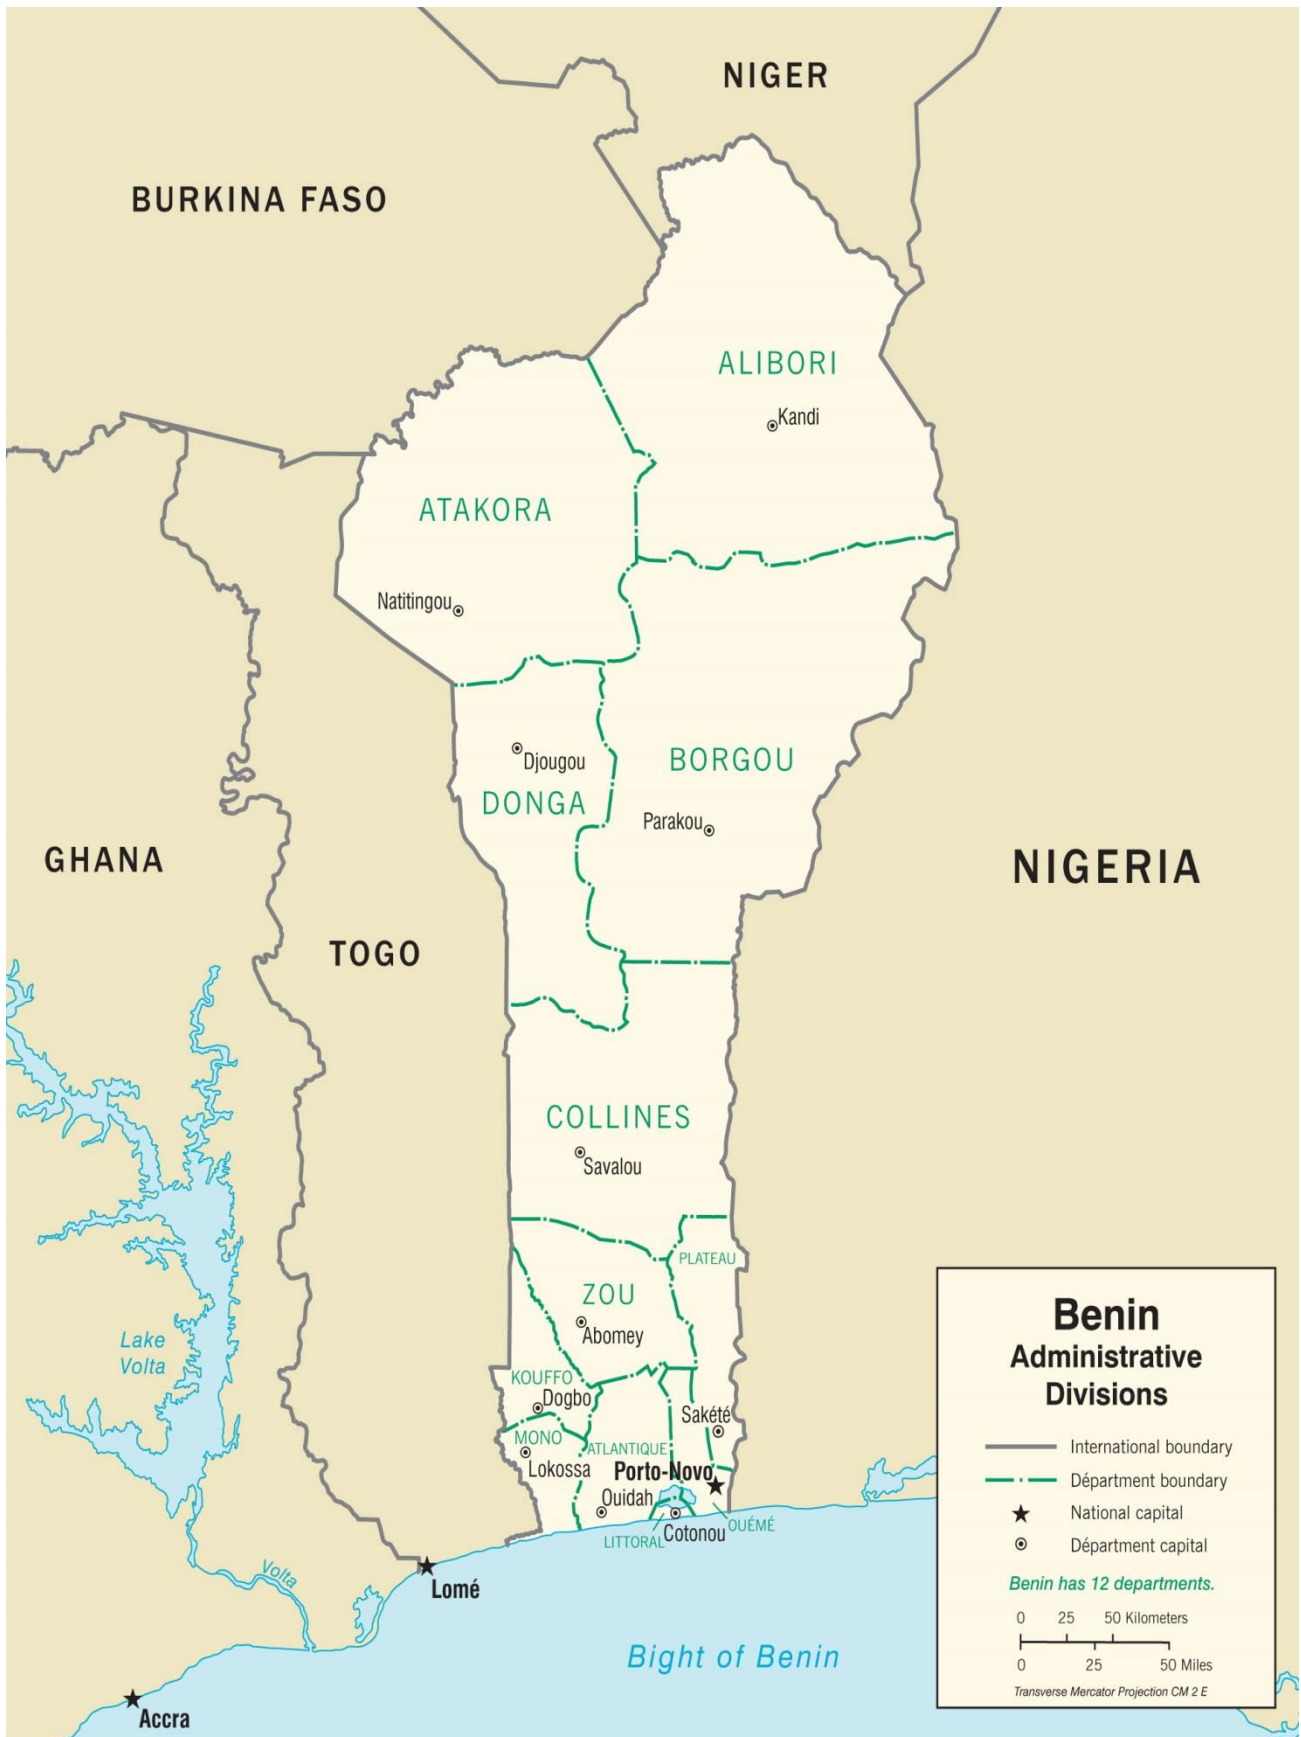 NIGER
BURKINA FASO
ALIBORI
Kandi
ATAKORA
Natitingou
Djougou
BORGOU
DONGA
Parakou
GHANA
NIGERIA
TOGO
COLLINES
Savalou
PLATEAU
ZOU
Abomey
Lake
Volta
KOUFFO
Dogbo
Sakété
MONO
ATLANTIQUE
Lokossa
Porto-Novo
Ouidah
OUÉMÉ
Cotonou
LITTORAL
Volta
Lomé
Bight of Benin
Accra
Benin
Administrative
Divisions
International boundary
Départment boundary
National capital
Départment capital
Benin has 12 departments.
0 25 50 Kilometers
0 25 50 Miles
Transverse Mercator Projection CM 2 E